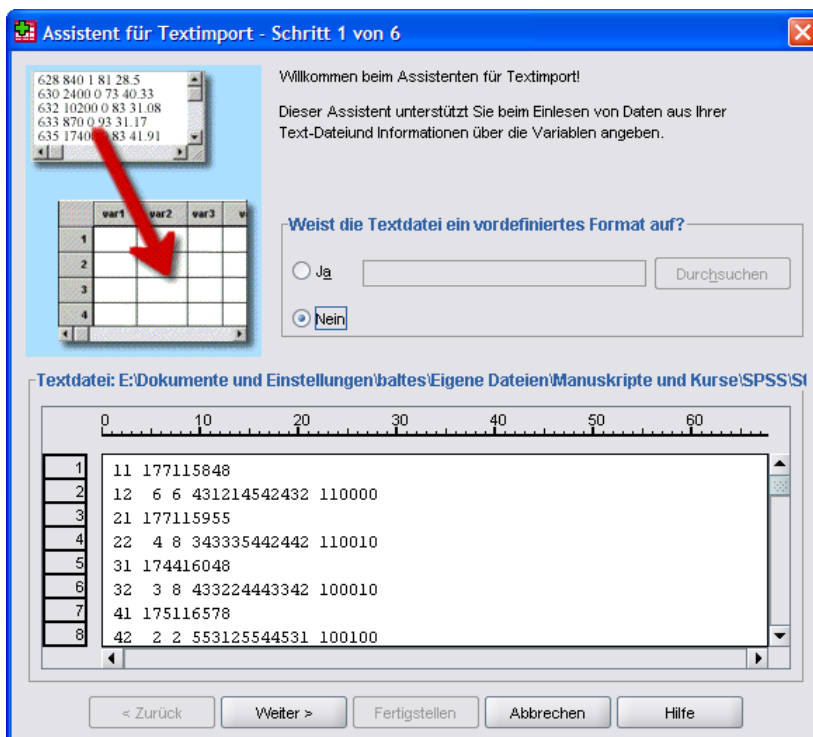 Assistent für Textimport - Schritt 1 von 6
628 840 1 81 28.5
630 2400 0 73 40.33
632 10200 0 83 31.08
633 870 0 93 31.17
635 1740 0 83 41.91
var1 var2 var3 v
1
2
3
4
Willkommen beim Assistenten für Textimport!
Dieser Assistent unterstützt Sie beim Einlesen von Daten aus Ihrer
Text-Dateiund Informationen über die Variablen angeben.
Weist die Textdatei ein vordefiniertes Format auf?
Ja
Durchsuchen
Nein
Textdatei: E:\Dokumente und Einstellungen\baltes\Eigene Dateien\Manuskripte und Kurse\SPSS\St
0 10 20 30 40 50 60
1 11 177115848
2 12  6 6 431214542432 110000
3 21 177115955
4 22  4 8 343335442442 110010
5 31 174416048
6 32  3 8 433224443342 100010
7 41 175116578
8 42  2 2 553125544531 100100
< Zurück Weiter > Fertigstellen Abbrechen Hilfe